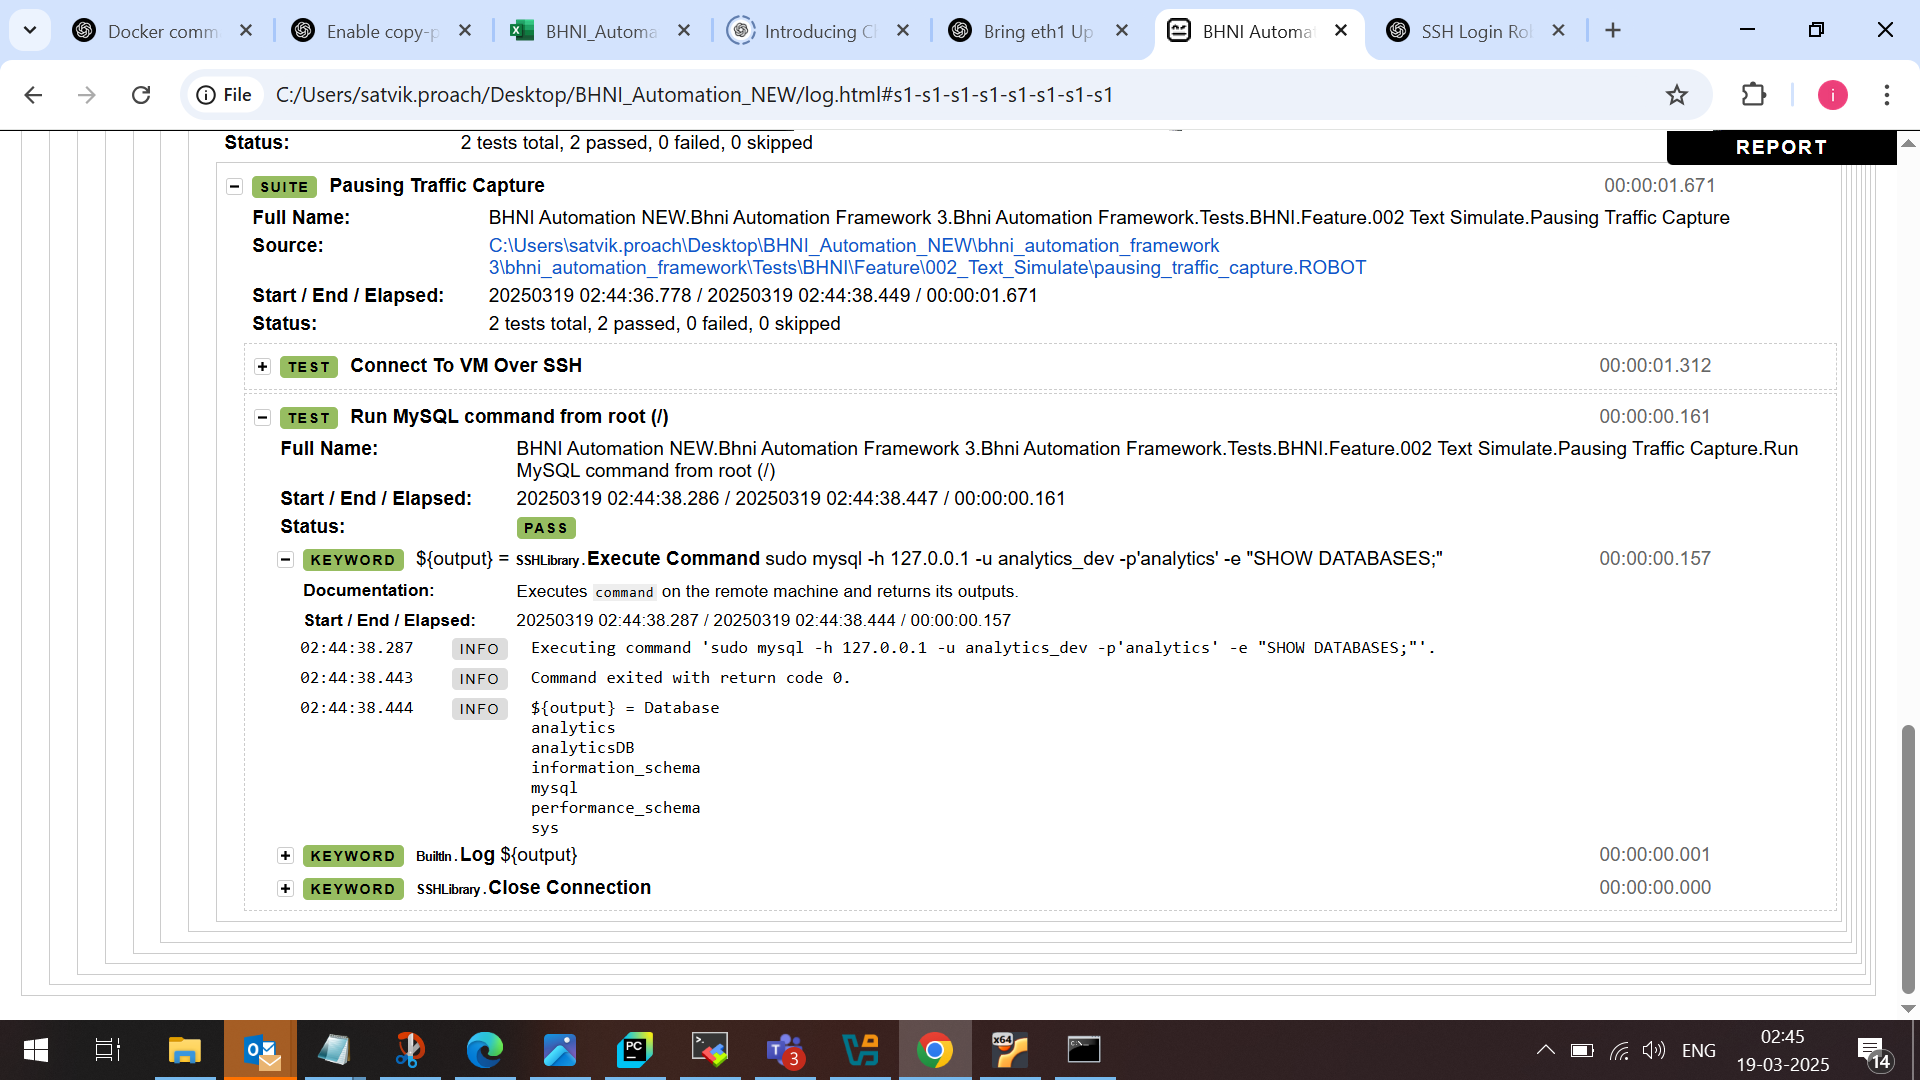 Docker comm
Enable copy-p
BHNI_Automa
Introducing Cl
Bring eth1 Up
BHNI Automat
SSH Login Rol
File
C:/Users/satvik.proach/Desktop/BHNI_Automation_NEW/log.html#s1-s1-s1-s1-s1-s1-s1-s1
i
Status: 2 tests total, 2 passed, 0 failed, 0 skipped
REPORT
SUITE Pausing Traffic Capture 00:00:01.671
Full Name: BHNI Automation NEW.Bhni Automation Framework 3.Bhni Automation Framework.Tests.BHNI.Feature.002 Text Simulate.Pausing Traffic Capture
Source: C:\Users\satvik.proach\Desktop\BHNI_Automation_NEW\bhni_automation_framework
3\bhni_automation_framework\Tests\BHNI\Feature\002_Text_Simulate\pausing_traffic_capture.ROBOT
Start / End / Elapsed: 20250319 02:44:36.778 / 20250319 02:44:38.449 / 00:00:01.671
Status: 2 tests total, 2 passed, 0 failed, 0 skipped
TEST Connect To VM Over SSH 00:00:01.312
TEST Run MySQL command from root (/) 00:00:00.161
Full Name: BHNI Automation NEW.Bhni Automation Framework 3.Bhni Automation Framework.Tests.BHNI.Feature.002 Text Simulate.Pausing Traffic Capture.Run
MySQL command from root (/)
Start / End / Elapsed: 20250319 02:44:38.286 / 20250319 02:44:38.447 / 00:00:00.161
Status: PASS
KEYWORD ${output} = SSHLibrary.Execute Command sudo mysql -h 127.0.0.1 -u analytics_dev -p'analytics' -e "SHOW DATABASES;" 00:00:00.157
Documentation: Executes command on the remote machine and returns its outputs.
Start / End / Elapsed: 20250319 02:44:38.287 / 20250319 02:44:38.444 / 00:00:00.157
02:44:38.287 INFO Executing command 'sudo mysql -h 127.0.0.1 -u analytics_dev -p'analytics' -e "SHOW DATABASES;"'.
02:44:38.443 INFO Command exited with return code 0.
02:44:38.444 INFO ${output} = Database
analytics
analyticsDB
information_schema
mysql
performance_schema
sys
KEYWORD BuiltIn.Log ${output} 00:00:00.001
KEYWORD SSHLibrary.Close Connection 00:00:00.000
PC
3
x64
ENG
02:45
19-03-2025
14